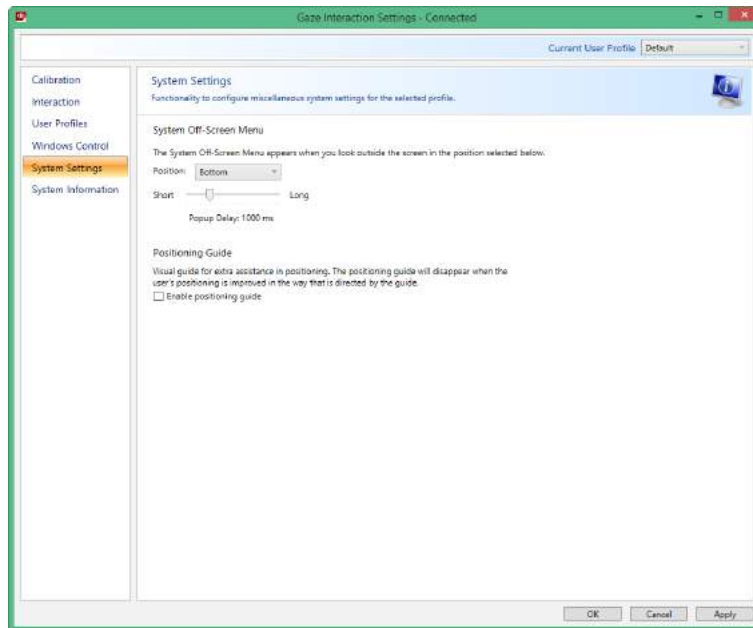 Gaze Interaction Settings - Connected
Current User Profile Default
Calibration
Interaction
User Profiles
Windows Control
System Settings
System Information
System Settings
Functionality to configure miscellaneous system settings for the selected profile.
System Off-Screen Menu
The System Off-Screen Menu appears when you look outside the screen in the position selected below.
Position: Bottom
Short Long
Popup Delay: 1000 ms
Positioning Guide
Visual guide for extra assistance in positioning. The positioning guide will disappear when the
user's positioning is improved in the way that is directed by the guide.
Enable positioning guide
OK Cancel Apply